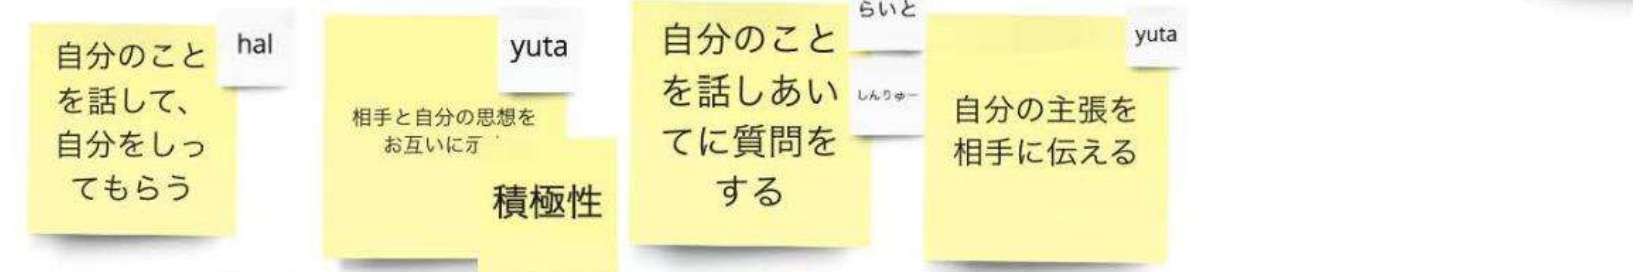 自分のこと
を話して、
自分をしっ
てもらう
hal
相手と自分の思想を
お互いに示
yuta
積極性
自分のこと
を話しあい
てに質問を
する
らいと
しんりゅー
自分の主張を
相手に伝える
yuta